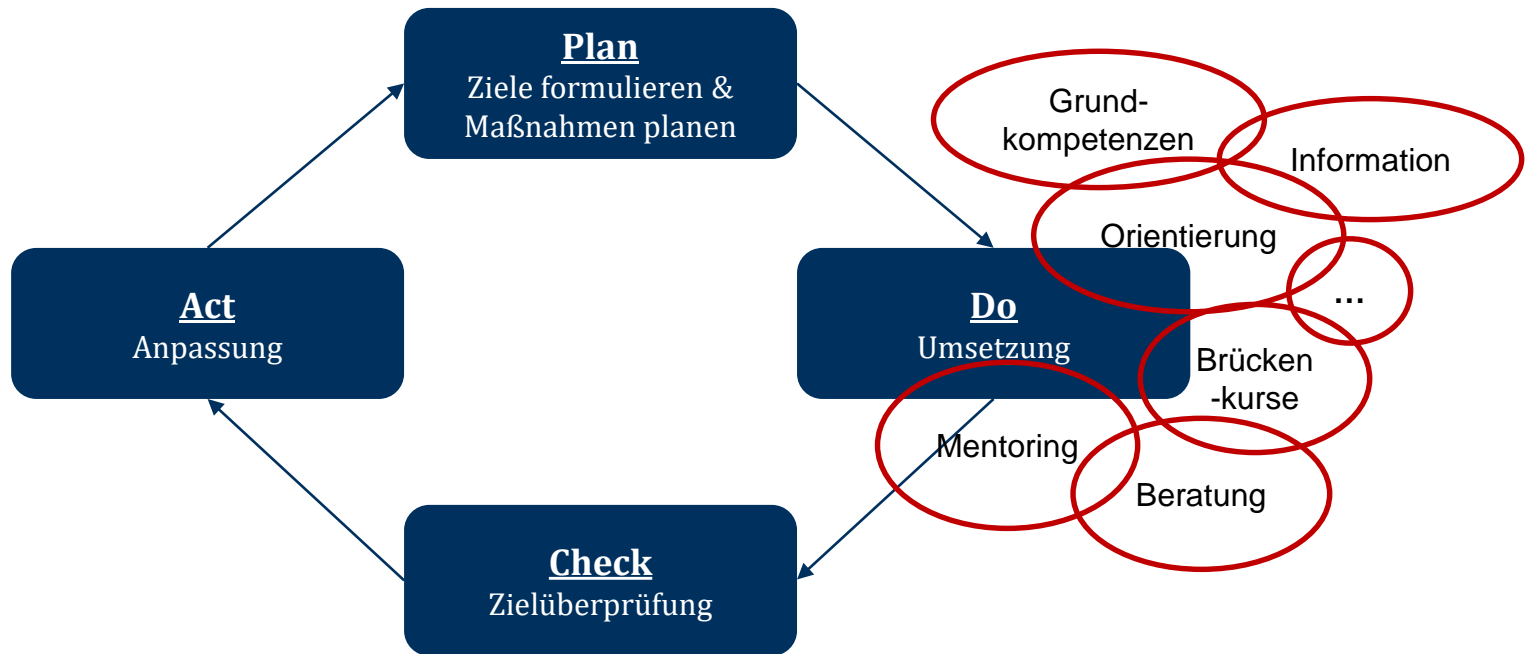 Plan
Ziele formulieren &
Maßnahmen planen
Grund-
kompetenzen
Information
Orientierung
...
Act
Anpassung
Do
Umsetzung
Brücken
-kurse
Mentoring
Beratung
Check
Zielüberprüfung